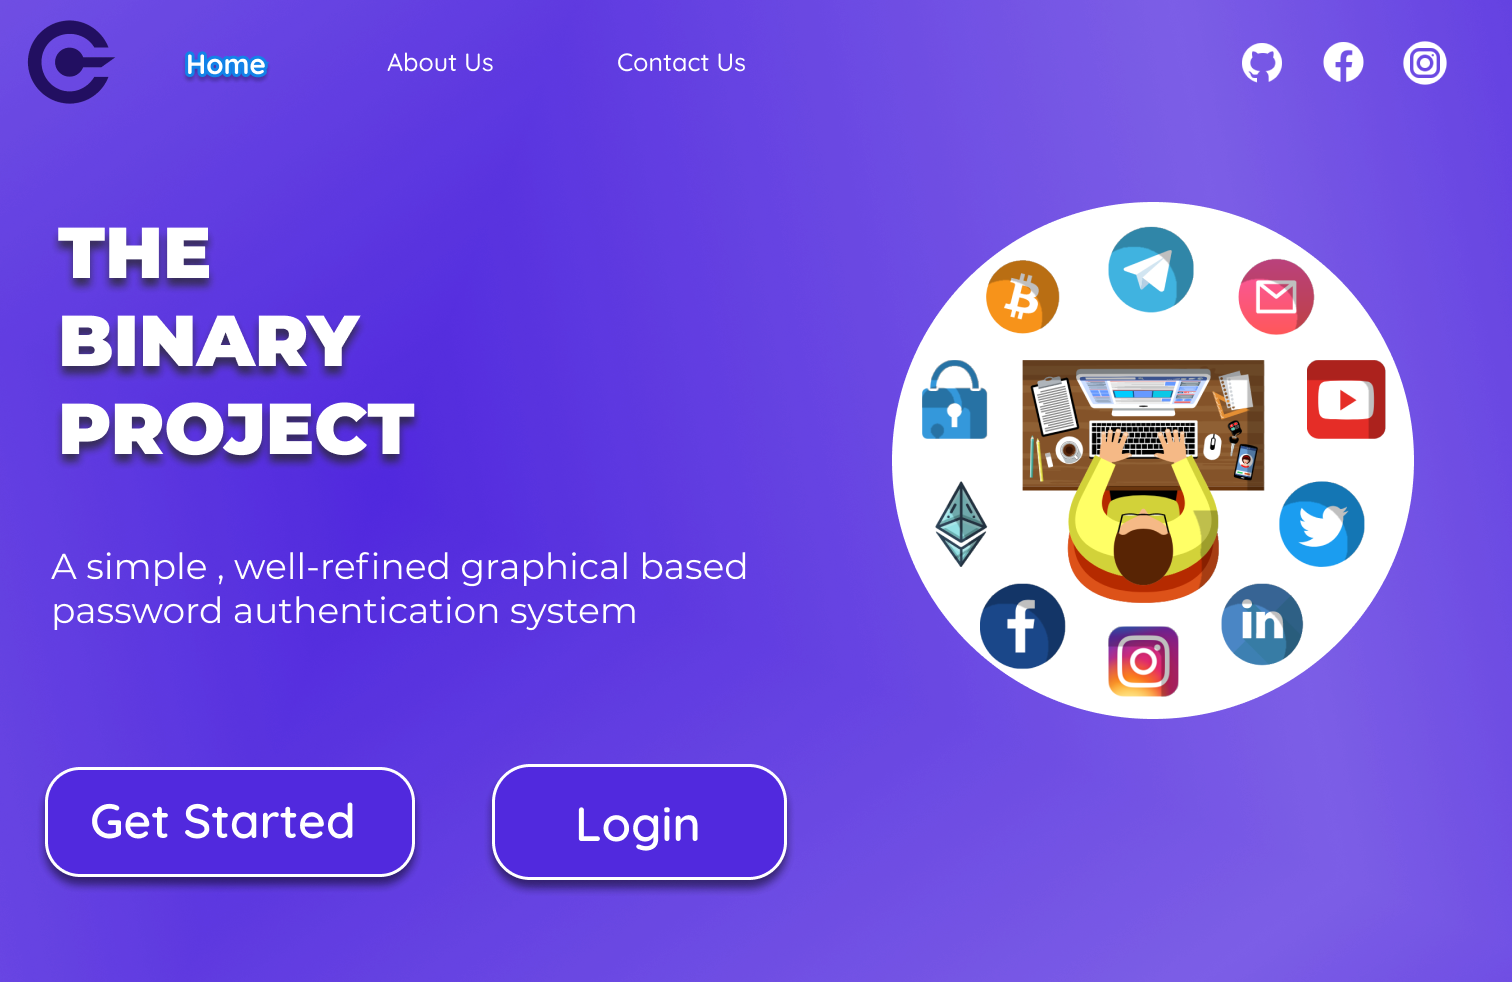 Home
About Us
Contact Us
THE
BINARY
PROJECT
A simple , well-refined graphical based
password authentication system
Get Started
Login
in